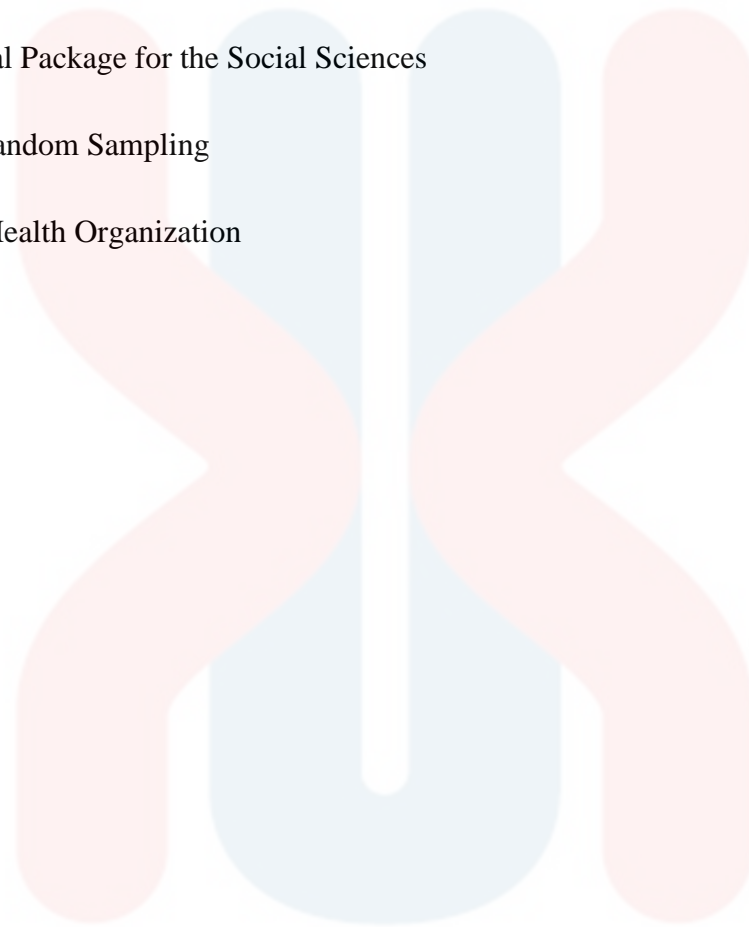 al Package for the Social Sciences
andom Sampling
Health Organization